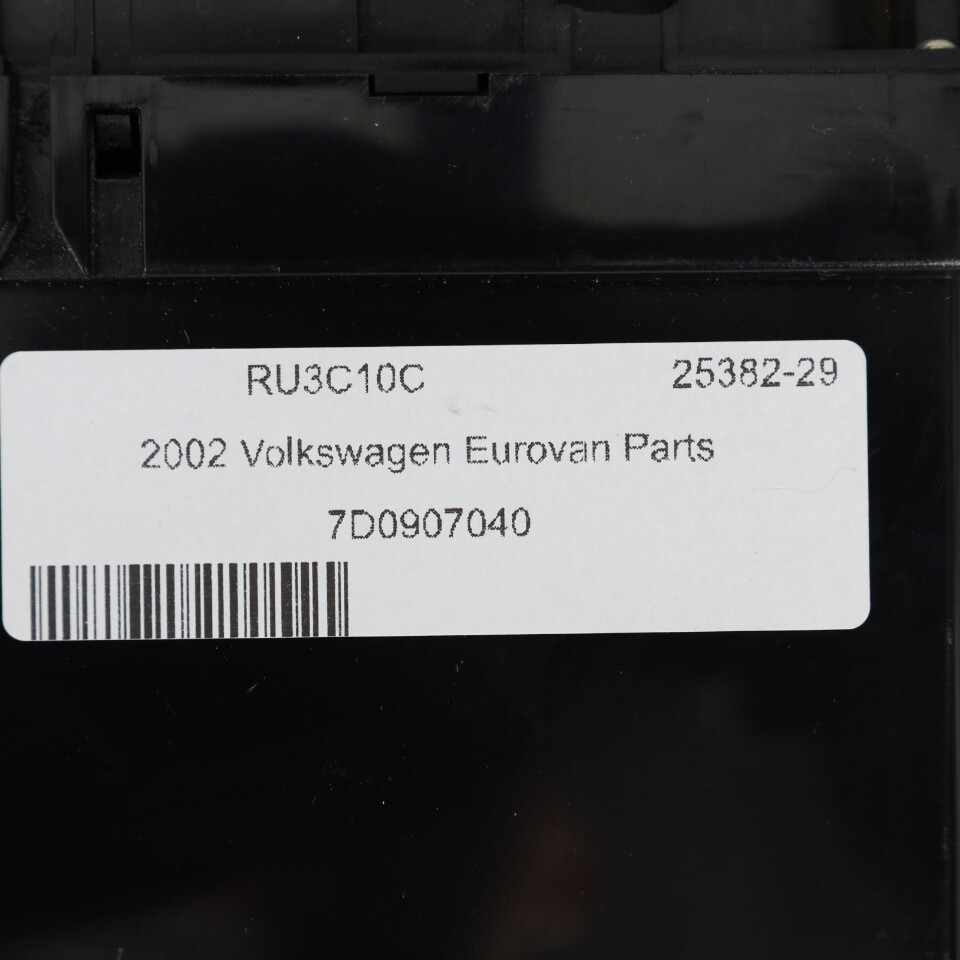 RU3C10C 25382-29
2002 Volkswagen Eurovan Parts
7D0907040